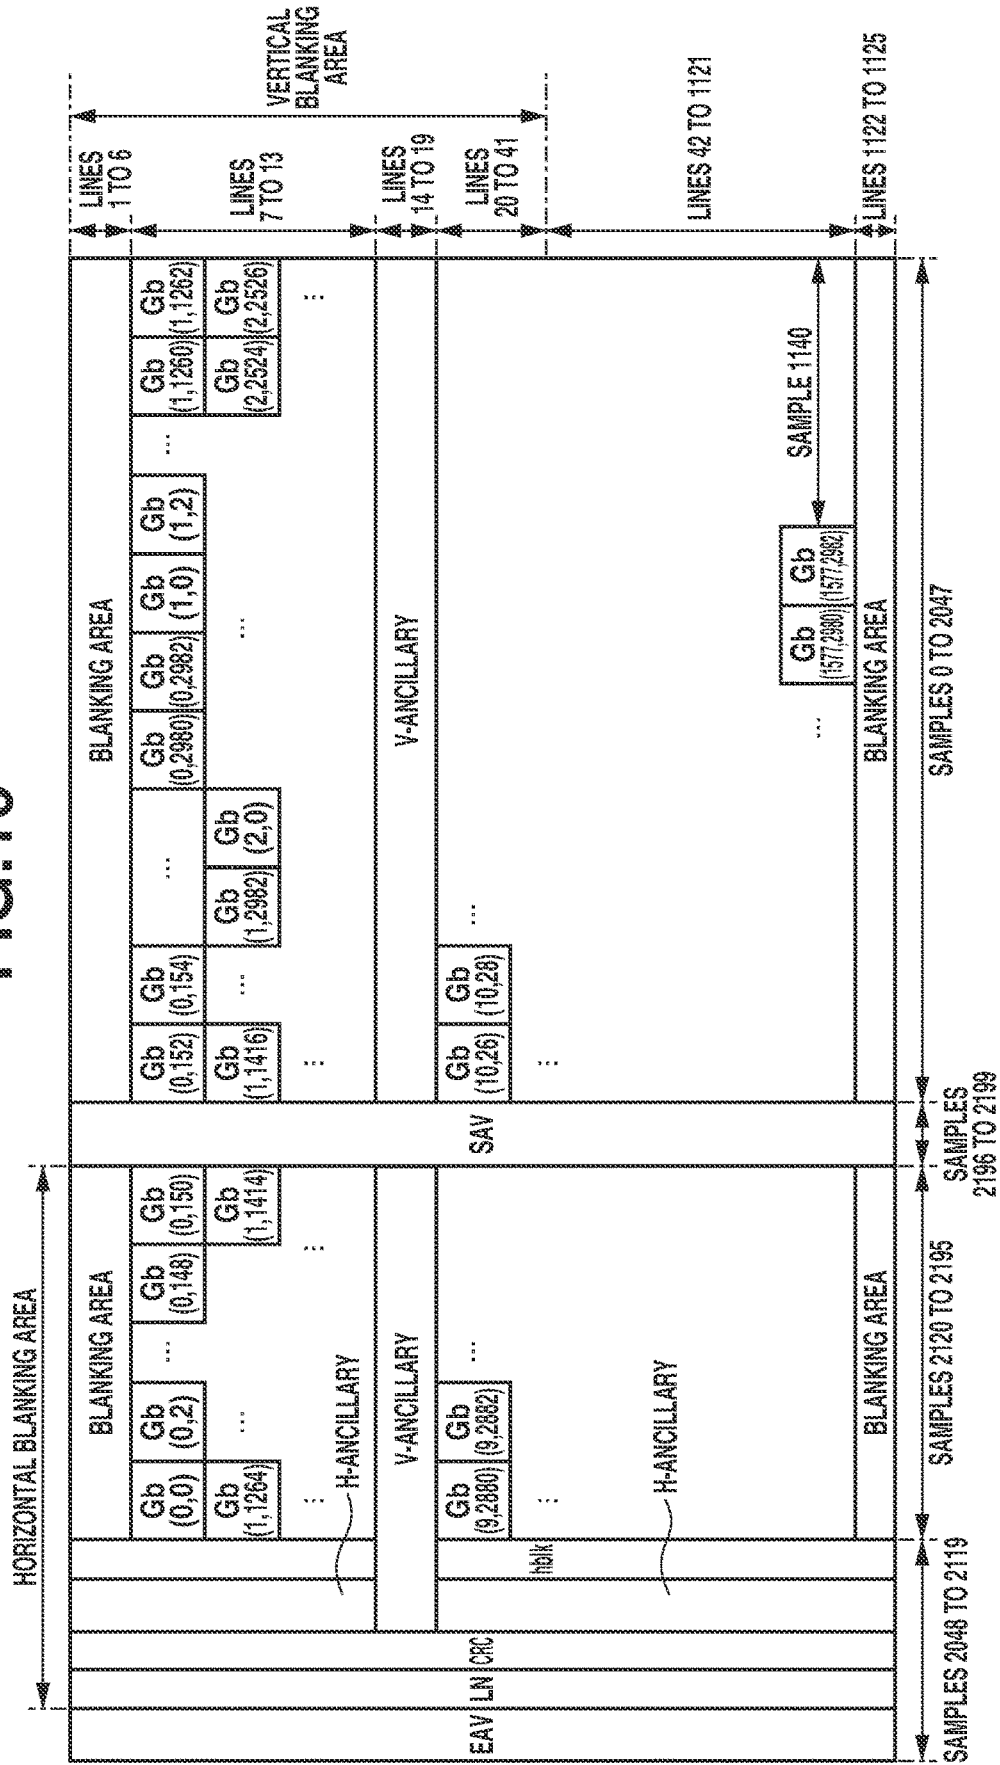 HORIZONTAL BLANKING AREA
BLANKING AREA
BLANKING AREA
LINES
1 TO 6
VERTICAL
BLANKING
AREA
Gb
(0,0)
Gb
(0,2)
...
Gb
(0,148)
Gb
(0,150)
Gb
(0,152)
Gb
(0,154)
...
Gb
(0,2980)
Gb
(0,2982)
Gb
(1,0)
Gb
(1,2)
...
Gb
(1,1260)
Gb
(1,1262)
LINES
7 TO 13
Gb
(1,1264)
...
Gb
(1,1414)
Gb
(1,1416)
...
Gb
(1,2982)
Gb
(2,0)
...
Gb
(2,2524)
Gb
(2,2526)
...
...
...
...
H-ANCILLARY
V-ANCILLARY
V-ANCILLARY
LINES
14 TO 19
EAV
LN
CRC
Gb
(9,2880)
Gb
(9,2882)
...
SAV
Gb
(10,26)
Gb
(10,28)
...
LINES
20 TO 41
hblk
...
...
H-ANCILLARY
LINES 42 TO 1121
...
Gb
(1577,2980)
Gb
(1577,2982)
SAMPLE 1140
BLANKING AREA
BLANKING AREA
LINES 1122 TO 1125
SAMPLES 2048 TO 2119
SAMPLES 2120 TO 2195
SAMPLES
2196 TO 2199
SAMPLES 0 TO 2047